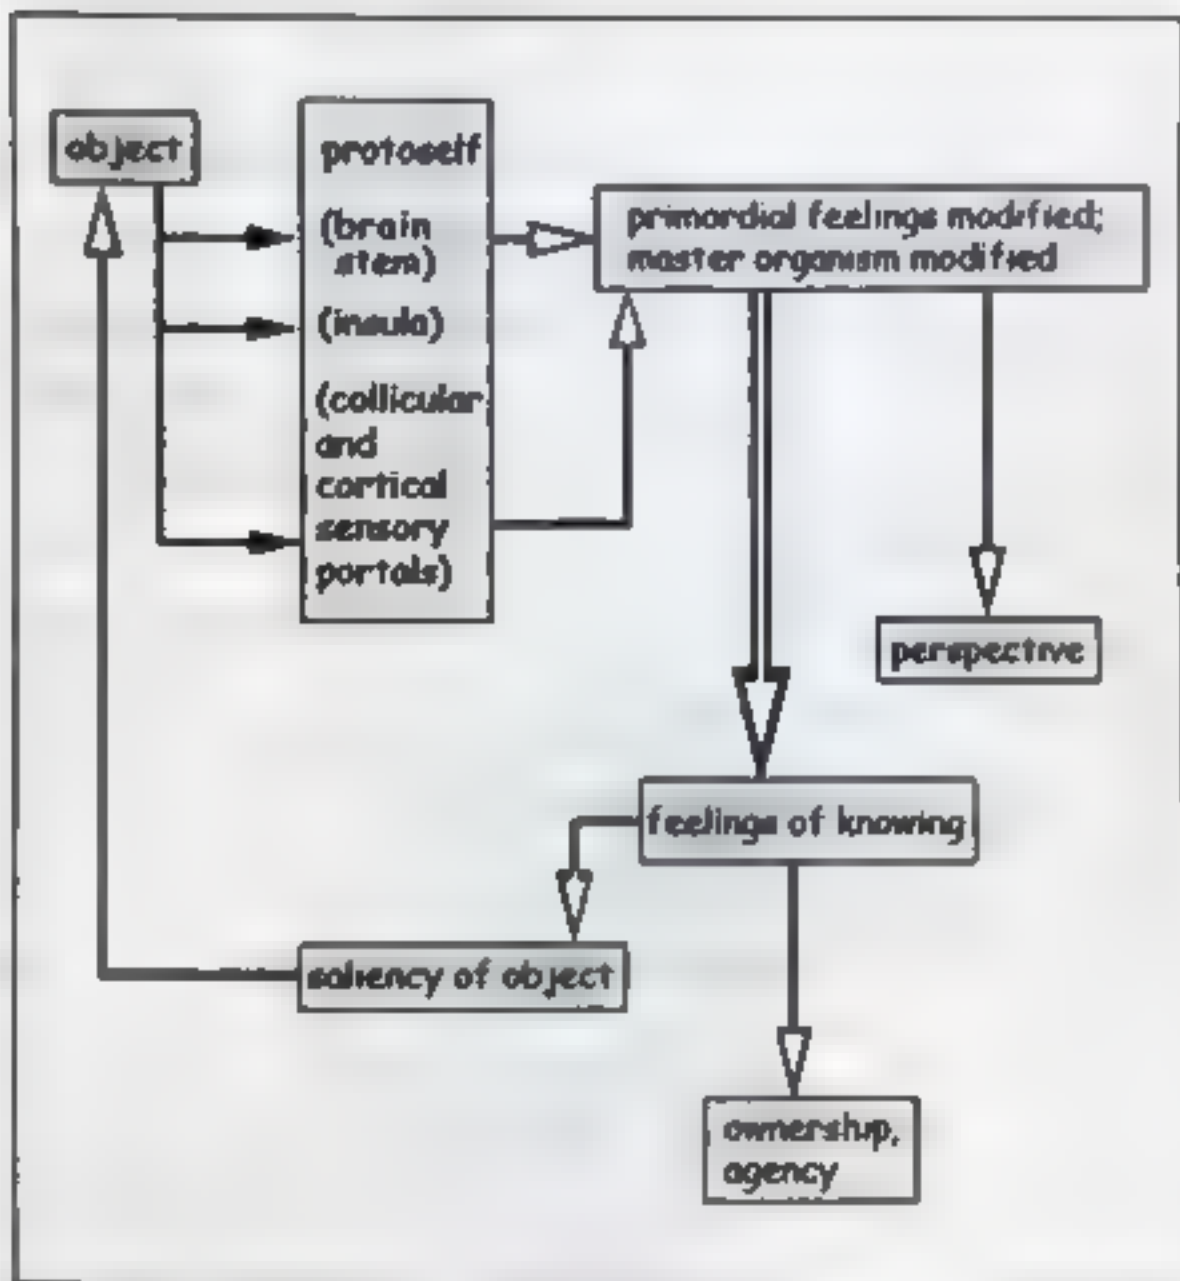 object
protoself
(brain
stem)
(insula)
(collicular
and
cortical
sensory
portals)
primordial feelings modified;
master organism modified
perspective
feelings of knowing
saliency of object
ownership,
agency